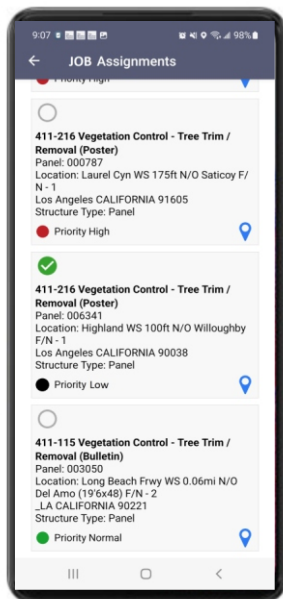 9:07 98%
JOB Assignments
Priority High
411-216 Vegetation Control - Tree Trim /
Removal (Poster)
Panel: 000787
Location: Laurel Cyn WS 175ft N/O Saticoy F/
N - 1
Los Angeles CALIFORNIA 91605
Structure Type: Panel
Priority High
411-216 Vegetation Control - Tree Trim /
Removal (Poster)
Panel: 006341
Location: Highland WS 100ft N/O Willoughby
F/N - 1
Los Angeles CALIFORNIA 90038
Structure Type: Panel
Priority Low
411-115 Vegetation Control - Tree Trim /
Removal (Bulletin)
Panel: 003050
Location: Long Beach Frwy WS 0.06mi N/O
Del Amo (19'6x48) F/N - 2
_LA CALIFORNIA 90221
Structure Type: Panel
Priority Normal